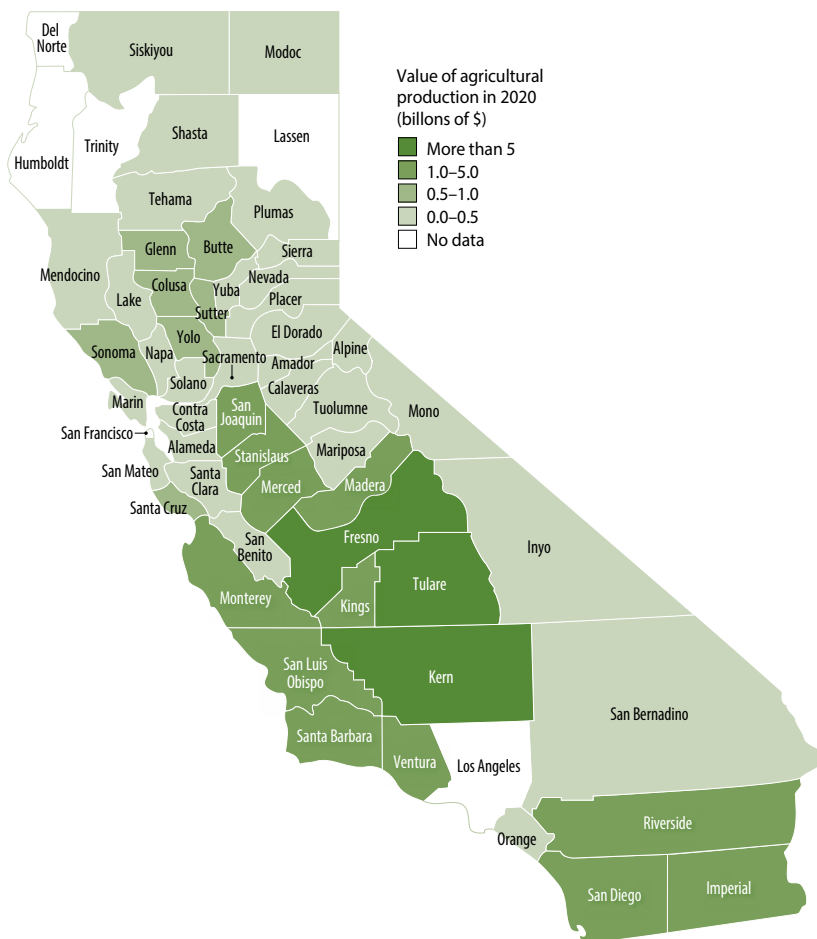 Del
Norte
Siskiyou
Modoc
Value of agricultural
production in 2020
(billons of $)
More than 5
1.0–5.0
0.5–1.0
0.0–0.5
No data
Humboldt
Trinity
Shasta
Lassen
Tehama
Plumas
Mendocino
Glenn
Butte
Sierra
Lake
Colusa
Yuba
Nevada
Placer
Sutter
El Dorado
Sonoma
Napa
Yolo
Sacramento
Amador
Alpine
Solano
Calaveras
Mono
Marin
Contra
Costa
San
Joaquin
Tuolumne
San Francisco
Alameda
Stanislaus
Mariposa
San Mateo
Santa
Clara
Merced
Madera
Santa Cruz
San
Benito
Fresno
Inyo
Monterey
Kings
Tulare
San Luis
Obispo
Kern
San Bernadino
Santa Barbara
Ventura
Los Angeles
Orange
Riverside
San Diego
Imperial